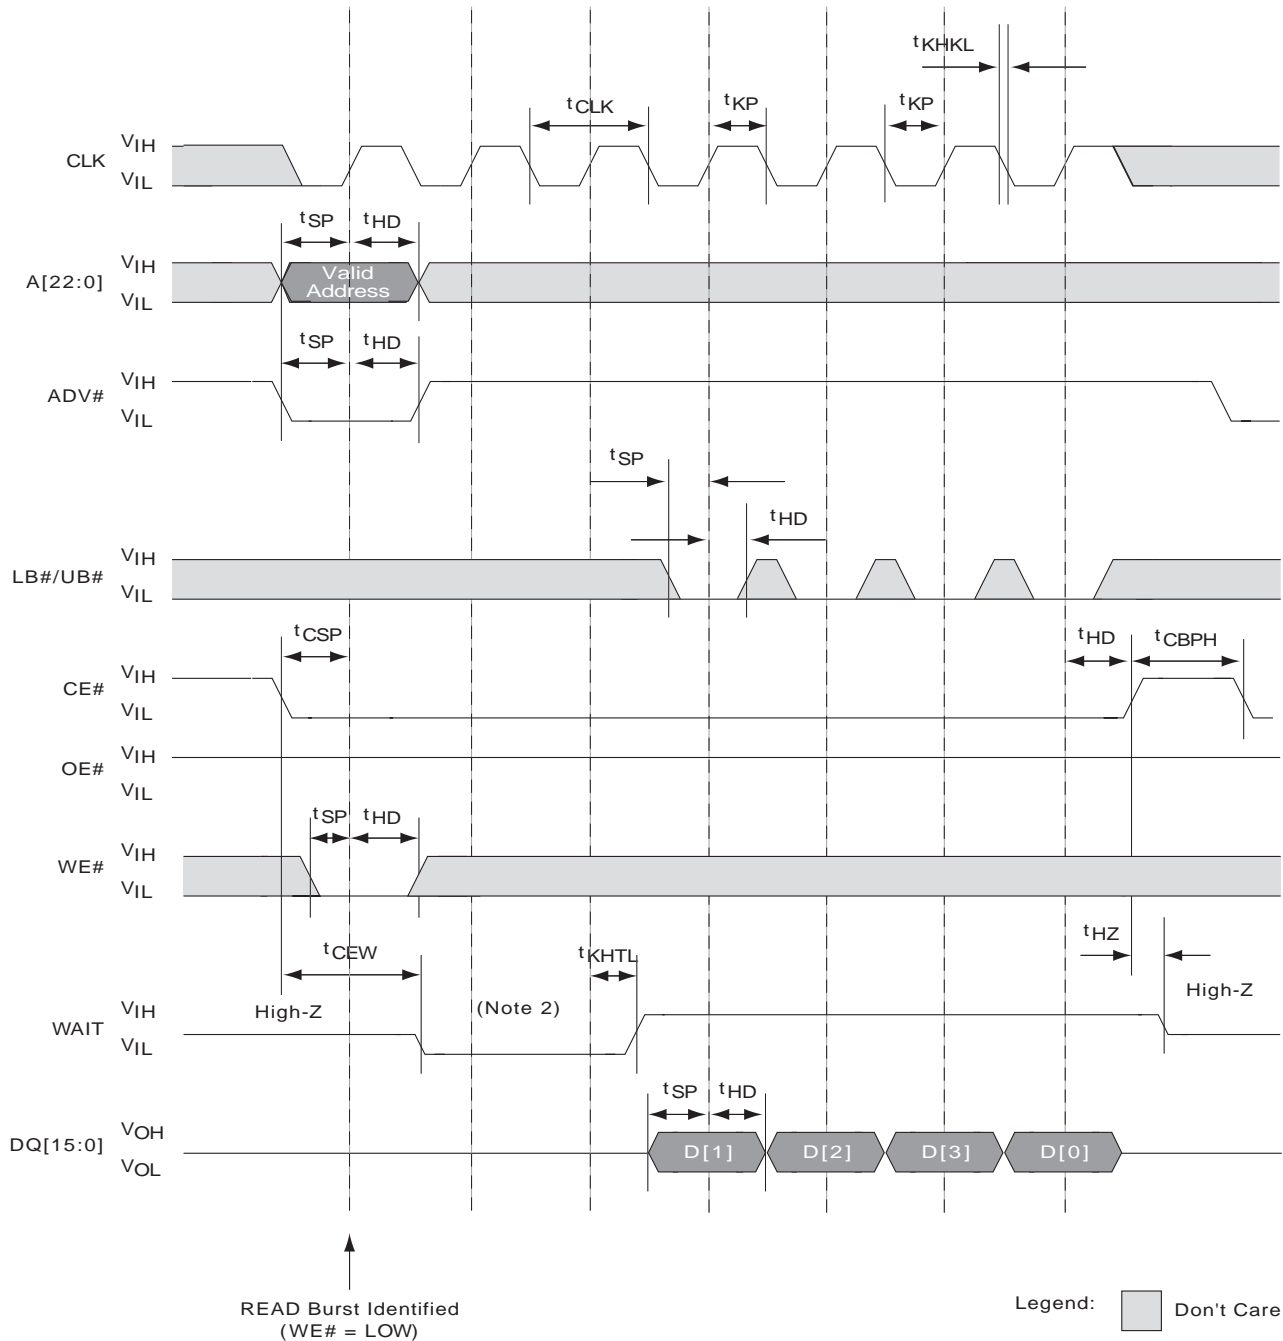 tKHKL
tCLK
tKP
tKP
CLK
VIH
VIL
tSP
tHD
A[22:0]
VIH
VIL
Valid
Address
tSP
tHD
ADV#
VIH
VIL
tSP
tHD
LB#/UB#
VIH
VIL
tCSP
tHD
tCBPH
CE#
VIH
VIL
OE#
VIH
VIL
tSP
tHD
WE#
VIH
VIL
tCEW
tKHTL
tHZ
WAIT
VIH
VIL
High-Z
(Note 2)
High-Z
tSP
tHD
DQ[15:0]
VOH
VOL
D[1]
D[2]
D[3]
D[0]
READ Burst Identified
(WE# = LOW)
Legend:
Don't Care